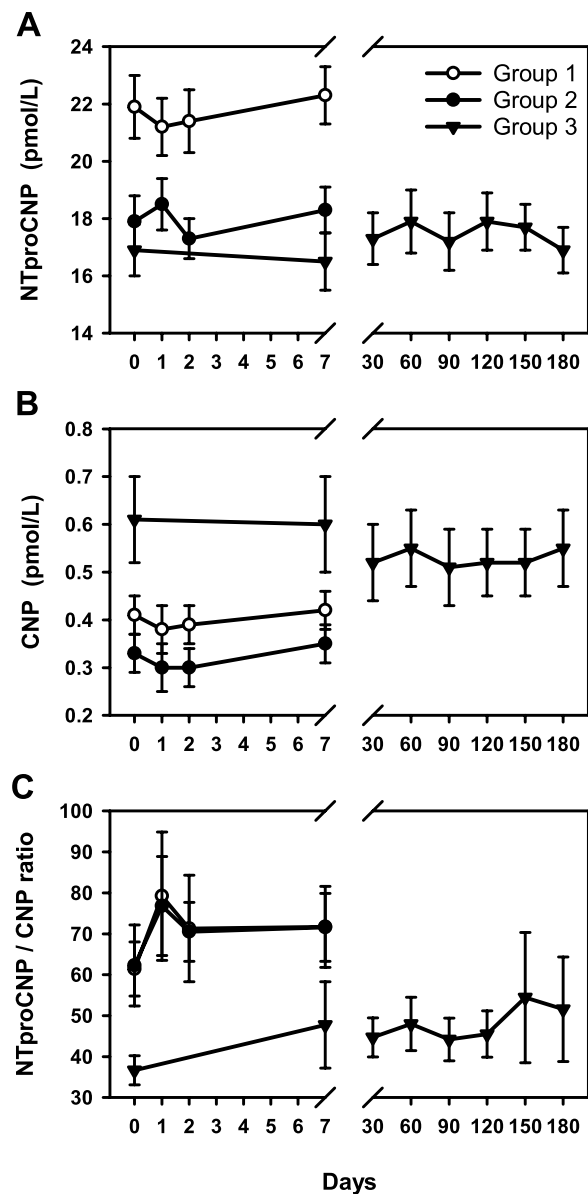 A
NTproCNP (pmol/L)
24
22
20
18
16
14
Group 1
Group 2
Group 3
0 1 2 3 4 5 6 7 30 60 90 120 150 180
B
CNP (pmol/L)
0.8
0.7
0.6
0.5
0.4
0.3
0.2
0 1 2 3 4 5 6 7 30 60 90 120 150 180
C
NTproCNP / CNP ratio
100
90
80
70
60
50
40
30
0 1 2 3 4 5 6 7 30 60 90 120 150 180
Days